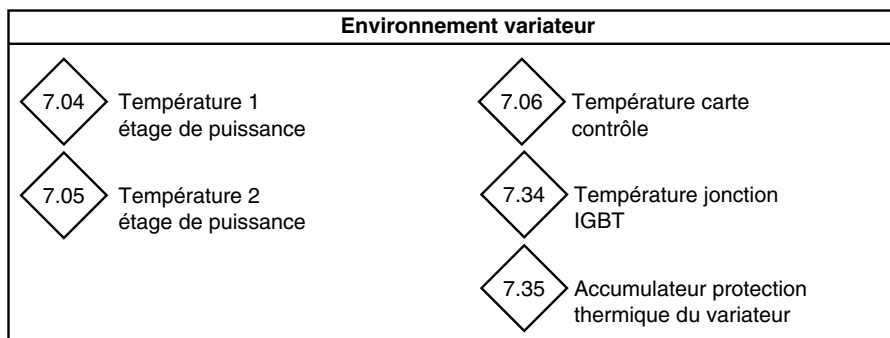 Environnement variateur
7.04
Température 1
étage de puissance
7.05
Température 2
étage de puissance
7.06
Température carte
contrôle
7.34
Température jonction
IGBT
7.35
Accumulateur protection
thermique du variateur